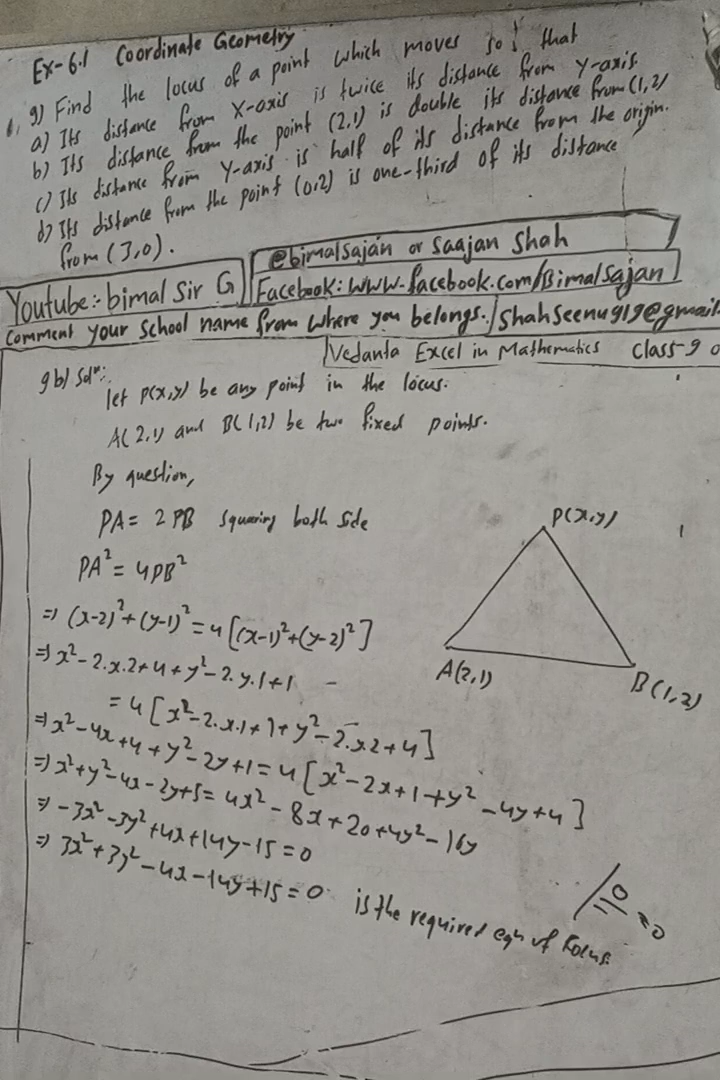 Ex-6.1 Coordinate Geometry
1. g) Find the locus of a point which moves so that
a) Its distance from X-axis is twice its distance from Y-axis.
b) Its distance from the point (2,1) is double its distance from (1,2)
c) Its distance from Y-axis is half of its distance from the origin.
d) Its distance from the point (0,2) is one-third of its distance
from (3,0).
@bimalsajan or Saajan Shah
Youtube:- bimal Sir G
Facebook: www.facebook.com/Bimalsajan
Comment your school name from where you belongs. / Shahseenu919@gmail.
Vedanta Excel in Mathematics Class-9
9 b) Solⁿ:
let P(x,y) be any point in the locus.
A(2,1) and B(1,2) be two fixed points.
By question,
PA = 2PB squaring both side
PA² = 4PB²
P(x,y)
⇒ (x-2)²+(y-1)² = 4[(x-1)²+(y-2)²]
⇒ x²-2.x.2+4+y²-2.y.1+1
A(2,1)
B(1,2)
= 4[x²-2.x.1+1+y²-2.y.2+4]
⇒ x²-4x+4+y²-2y+1 = 4[x²-2x+1+y²-4y+4]
⇒ x²+y²-4x-2y+5 = 4x²-8x+20+4y²-16y
⇒ -3x²-3y²+4x+14y-15=0
⇒ 3x²+3y²-4x-14y+15=0 is the required eqn of locus.